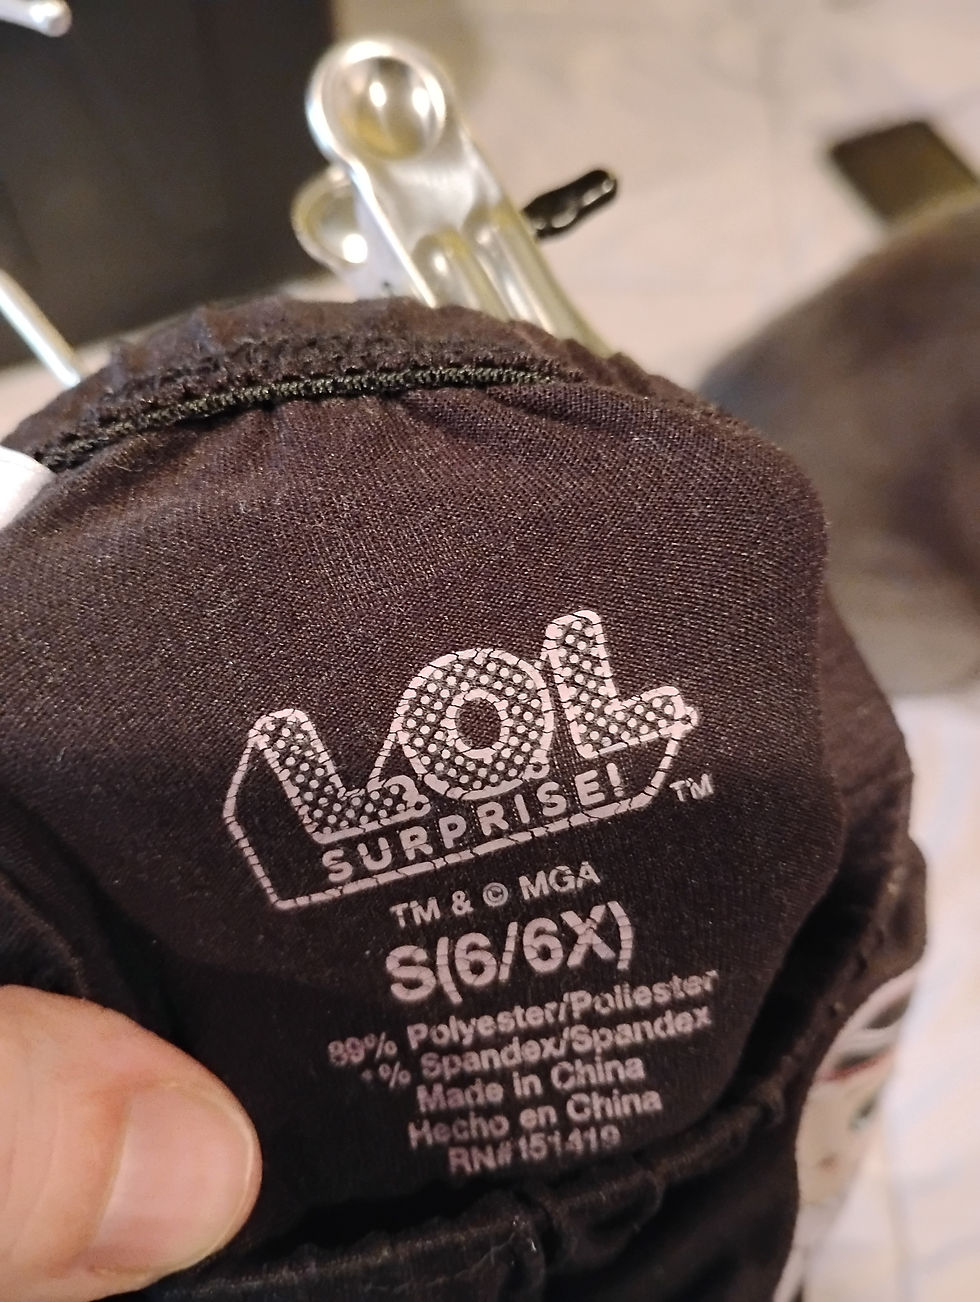 LOL
SURPRISE! TM
TM & © MGA
S(6/6X)
89% Polyester/Poliester
% Spandex/Spandex
Made in China
Hecho en China
RN#151419